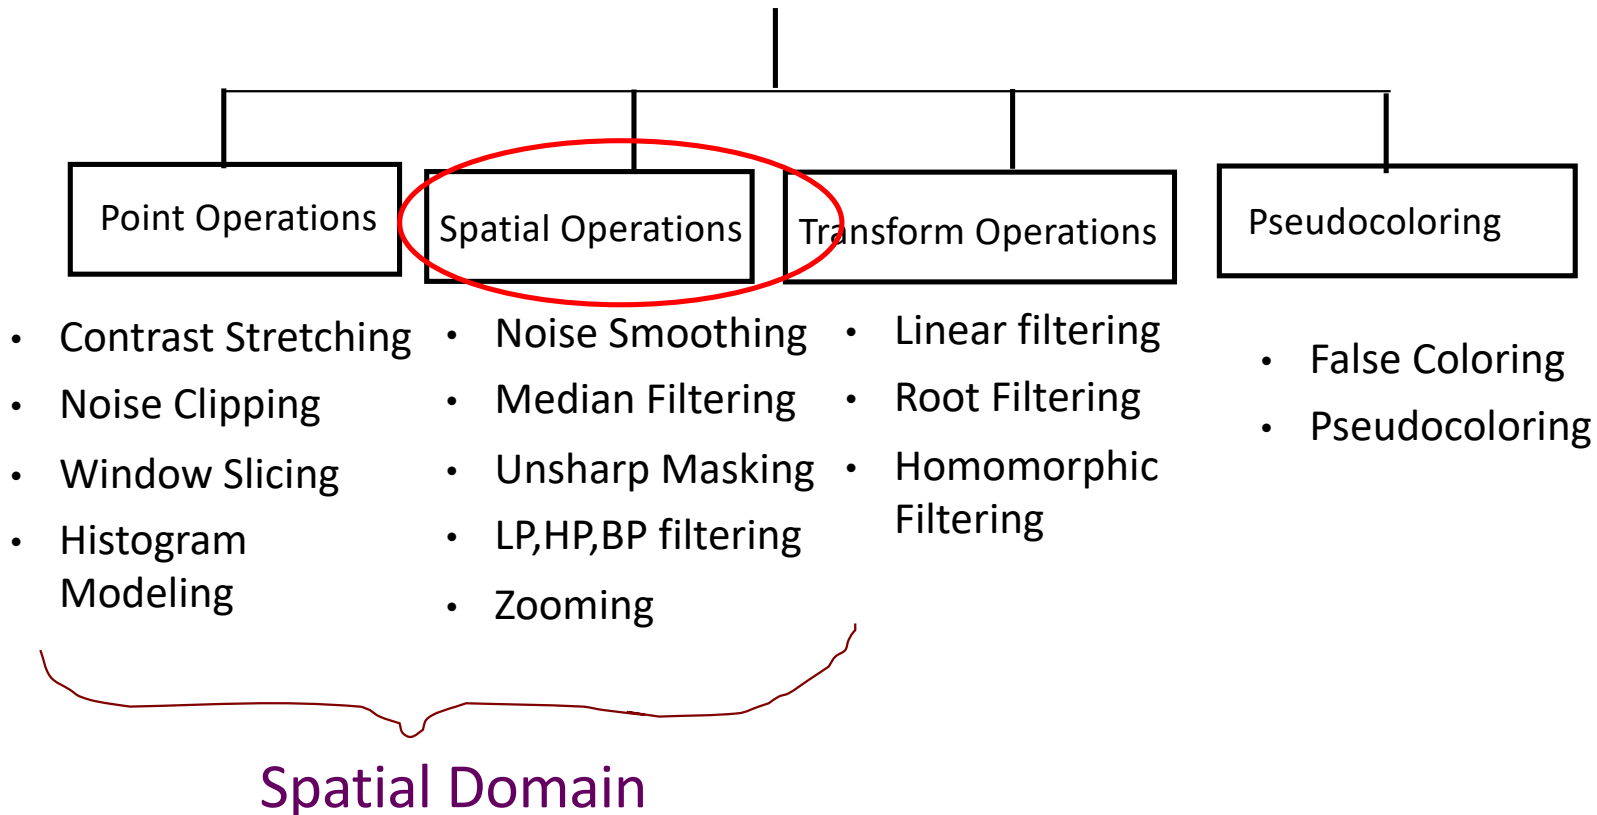 Point Operations
Spatial Operations
Transform Operations
Pseudocoloring
• Contrast Stretching
• Noise Clipping
• Window Slicing
• Histogram
Modeling
• Noise Smoothing
• Median Filtering
• Unsharp Masking
• LP,HP,BP filtering
• Zooming
• Linear filtering
• Root Filtering
• Homomorphic
Filtering
• False Coloring
• Pseudocoloring
Spatial Domain